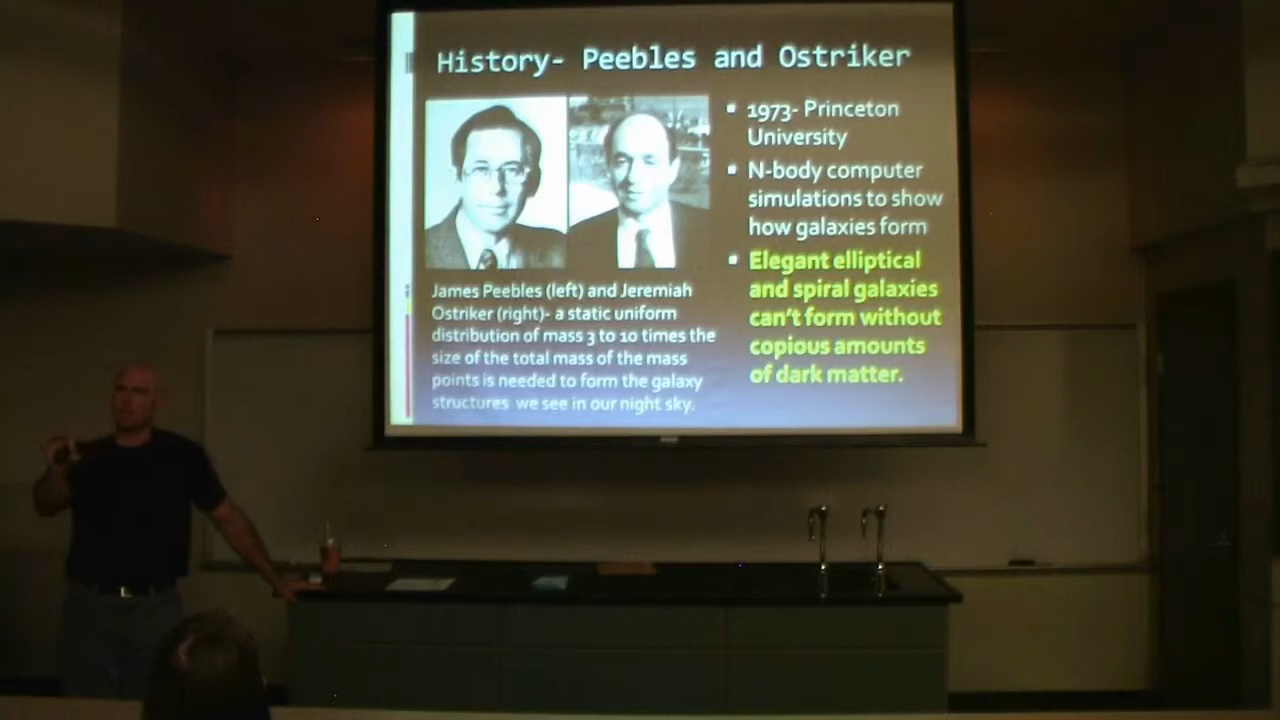 History- Peebles and Ostriker
▪ 1973- Princeton
University
▪ N-body computer
simulations to show
how galaxies form
▪ Elegant elliptical
and spiral galaxies
can't form without
copious amounts
of dark matter.
James Peebles (left) and Jeremiah
Ostriker (right)- a static uniform
distribution of mass 3 to 10 times the
size of the total mass of the mass
points is needed to form the galaxy
structures we see in our night sky.